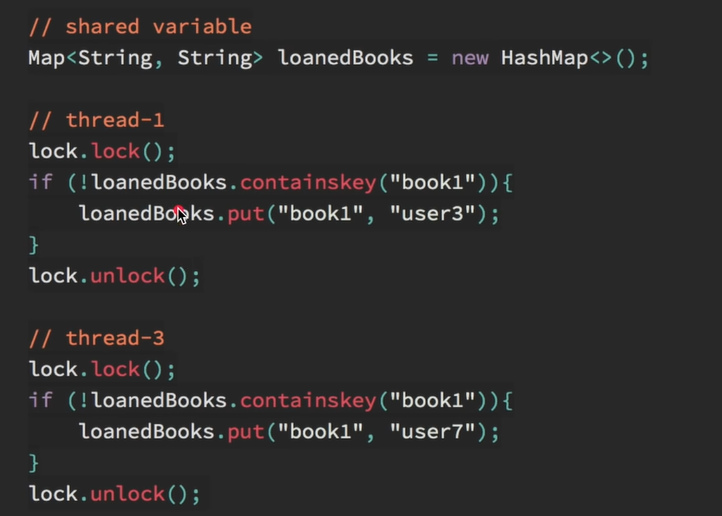 // shared variable
Map<String, String> loanedBooks = new HashMap<>();
// thread-1
lock.lock();
if (!loanedBooks.containskey("book1")){
loanedBooks.put("book1", "user3");
}
lock.unlock();
// thread-3
lock.lock();
if (!loanedBooks.containskey("book1")){
loanedBooks.put("book1", "user7");
}
lock.unlock();